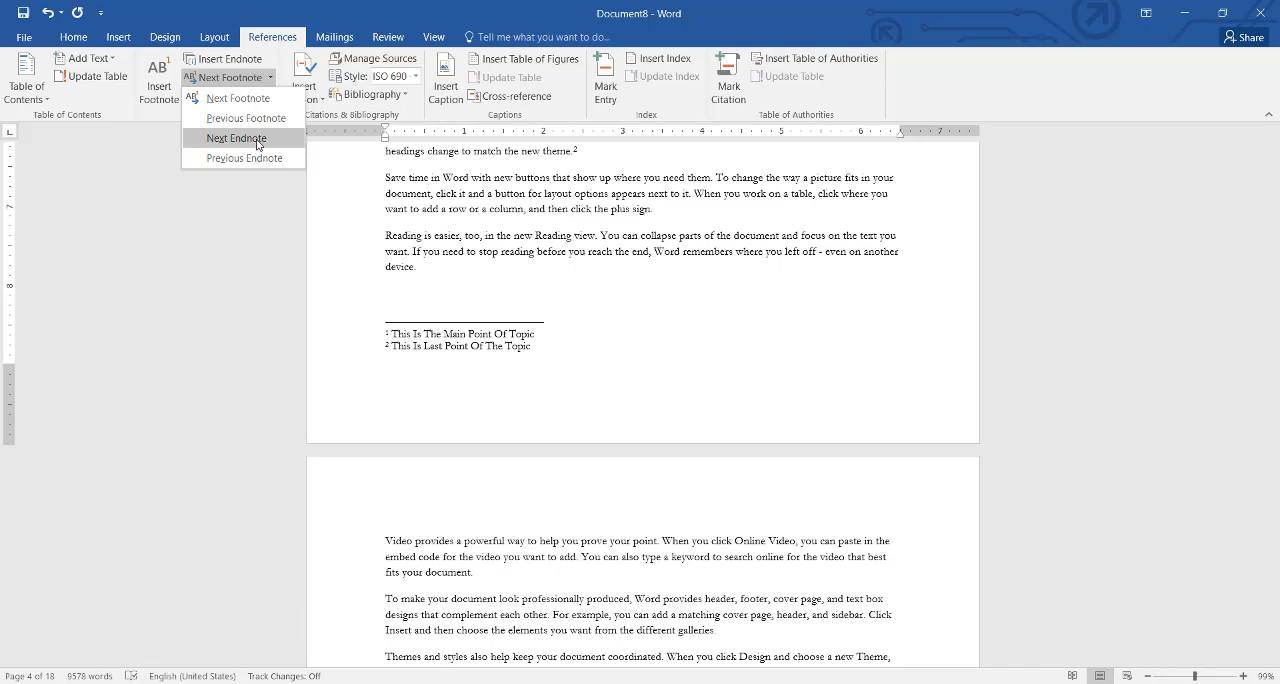 Document8 - Word
File Home Insert Design Layout References Mailings Review View Tell me what you want to do... Share
Table of Contents
Add Text
Update Table
Table of Contents
AB1 Insert Footnote
Insert Endnote
AB1 Next Footnote
AB1 Next Footnote
Previous Footnote
Next Endnote
Previous Endnote
Manage Sources
Style: ISO 690
Bibliography
Citations & Bibliography
Insert Caption
Insert Table of Figures
Update Table
Cross-reference
Captions
Mark Entry
Insert Index
Update Index
Index
Mark Citation
Insert Table of Authorities
Update Table
Table of Authorities
L 1 2 3 4 5 6 7
headings change to match the new theme.2
Save time in Word with new buttons that show up where you need them. To change the way a picture fits in your
document, click it and a button for layout options appears next to it. When you work on a table, click where you
want to add a row or a column, and then click the plus sign.
Reading is easier, too, in the new Reading view. You can collapse parts of the document and focus on the text you
want. If you need to stop reading before you reach the end, Word remembers where you left off - even on another
device.
1 This Is The Main Point Of Topic
2 This Is Last Point Of The Topic
Video provides a powerful way to help you prove your point. When you click Online Video, you can paste in the
embed code for the video you want to add. You can also type a keyword to search online for the video that best
fits your document.
To make your document look professionally produced, Word provides header, footer, cover page, and text box
designs that complement each other. For example, you can add a matching cover page, header, and sidebar. Click
Insert and then choose the elements you want from the different galleries.
Themes and styles also help keep your document coordinated. When you click Design and choose a new Theme,
Page 4 of 18 9578 words English (United States) Track Changes: Off 99%